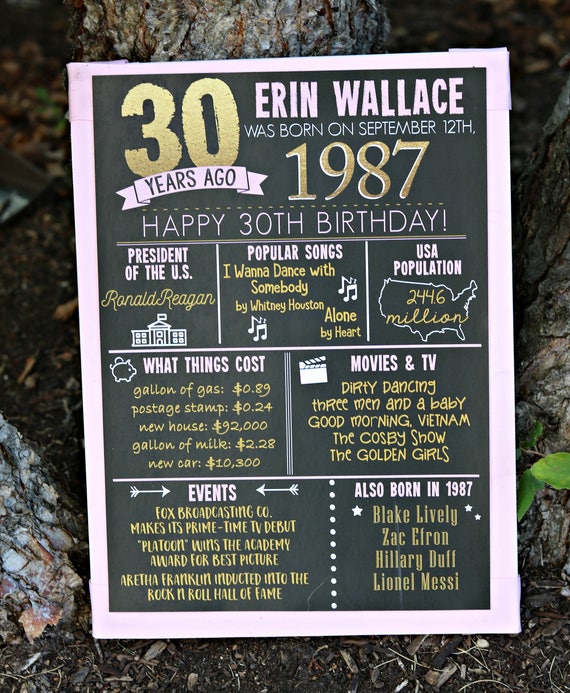 30
YEARS AGO
ERIN WALLACE
WAS BORN ON SEPTEMBER 12TH,
1987
HAPPY 30TH BIRTHDAY!
PRESIDENT
OF THE U.S.
Ronald Reagan
POPULAR SONGS
I Wanna Dance with
Somebody
by Whitney Houston
Alone
by Heart
USA
POPULATION
244.6
million
WHAT THINGS COST
gallon of gas: $0.89
postage stamp: $0.24
new house: $92,000
gallon of milk: $2.28
new car: $10,300
MOVIES & TV
Dirty Dancing
Three Men and a Baby
Good Morning, Vietnam
The Cosby Show
The Golden Girls
EVENTS
FOX BROADCASTING CO.
MAKES ITS PRIME-TIME TV DEBUT
"PLATOON" WINS THE ACADEMY
AWARD FOR BEST PICTURE
ARETHA FRANKLIN INDUCTED INTO THE
ROCK N ROLL HALL OF FAME
ALSO BORN IN 1987
Blake Lively
Zac Efron
Hillary Duff
Lionel Messi